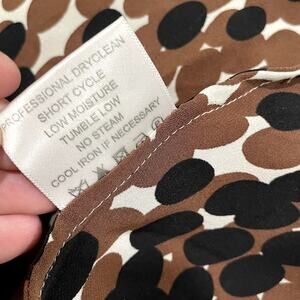 PROFESSIONAL DRYCLEAN
SHORT CYCLE
LOW MOISTURE
TUMBLE LOW
NO STEAM
COOL IRON IF NECESSARY